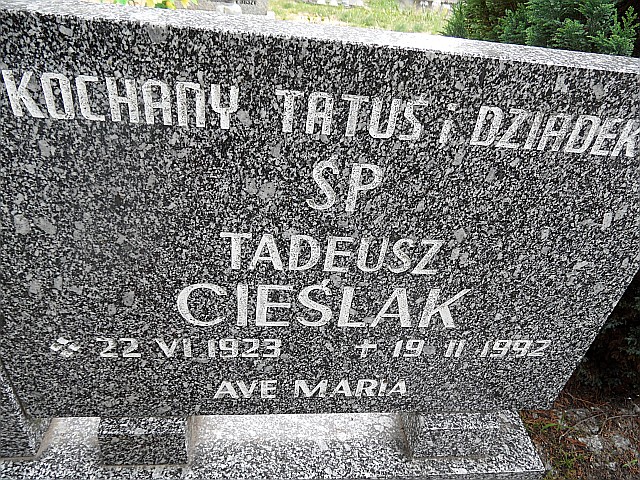 KOCHANY TATUŚ i DZIADEK
ŚP
TADEUSZ
CIEŚLAK
22 VI 1923 + 19 II 1992
AVE MARIA